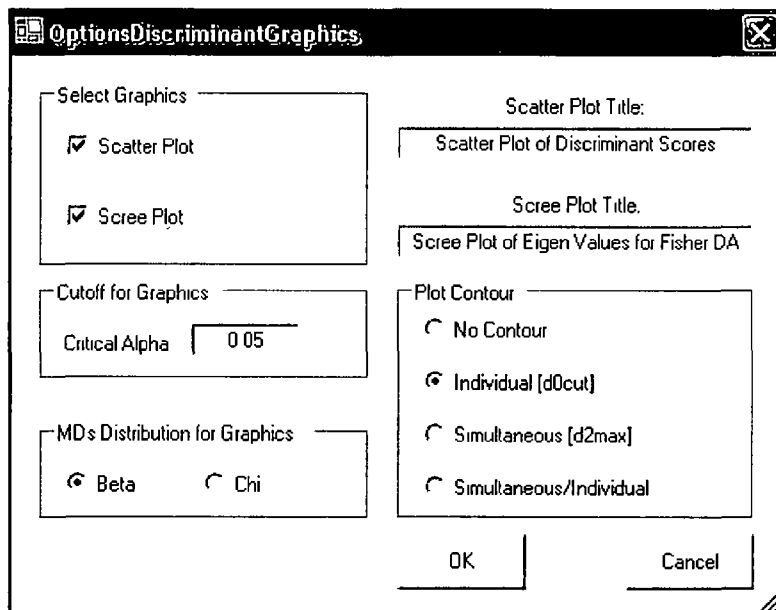 OptionsDiscriminantGraphics
Select Graphics
Scatter Plot
Scree Plot
Scatter Plot Title:
Scatter Plot of Discriminant Scores
Scree Plot Title.
Scree Plot of Eigen Values for Fisher DA
Cutoff for Graphics
Critical Alpha
0 05
MDs Distribution for Graphics
Beta
Chi
Plot Contour
No Contour
Individual [d0cut]
Simultaneous [d2max]
Simultaneous/Individual
OK
Cancel